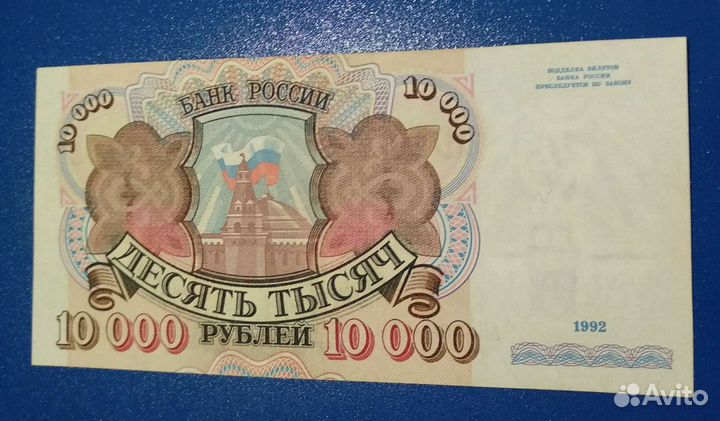 ПОДДЕЛКА БИЛЕТОВ
БАНКА РОССИИ
ПРЕСЛЕДУЕТСЯ ПО ЗАКОНУ
10 000
10 000
БАНК РОССИИ
ДЕСЯТЬ ТЫСЯЧ
10 000 РУБЛЕЙ 10 000
1992
Avito